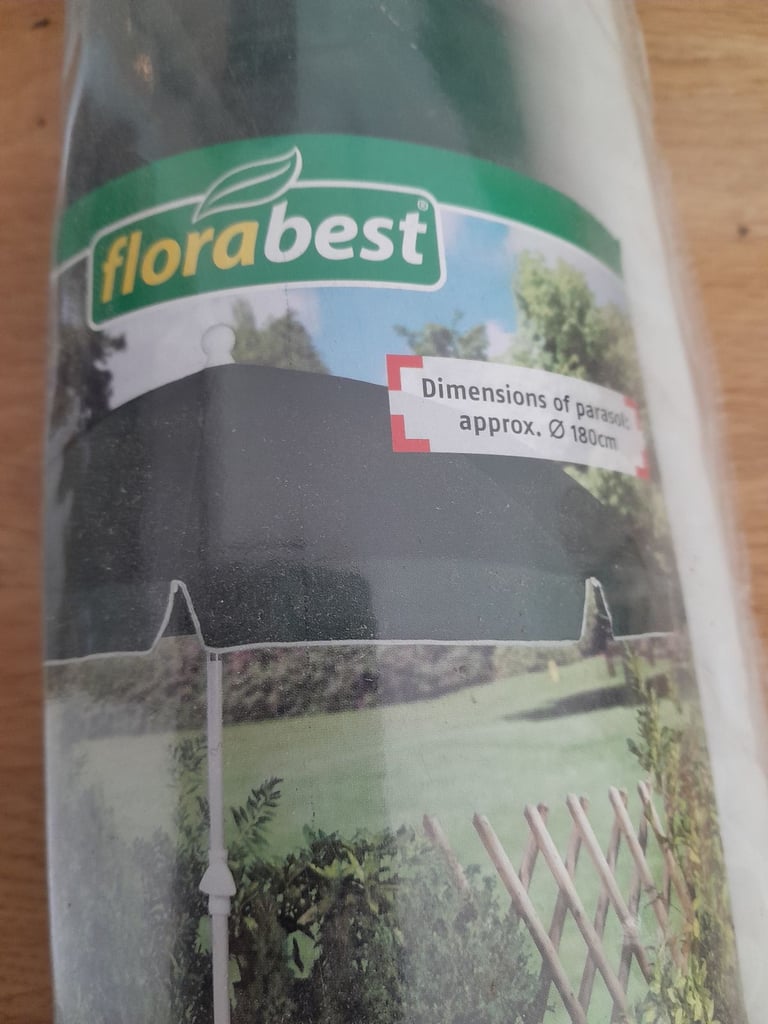 florabest®
Dimensions of parasol:
approx. Ø 180cm